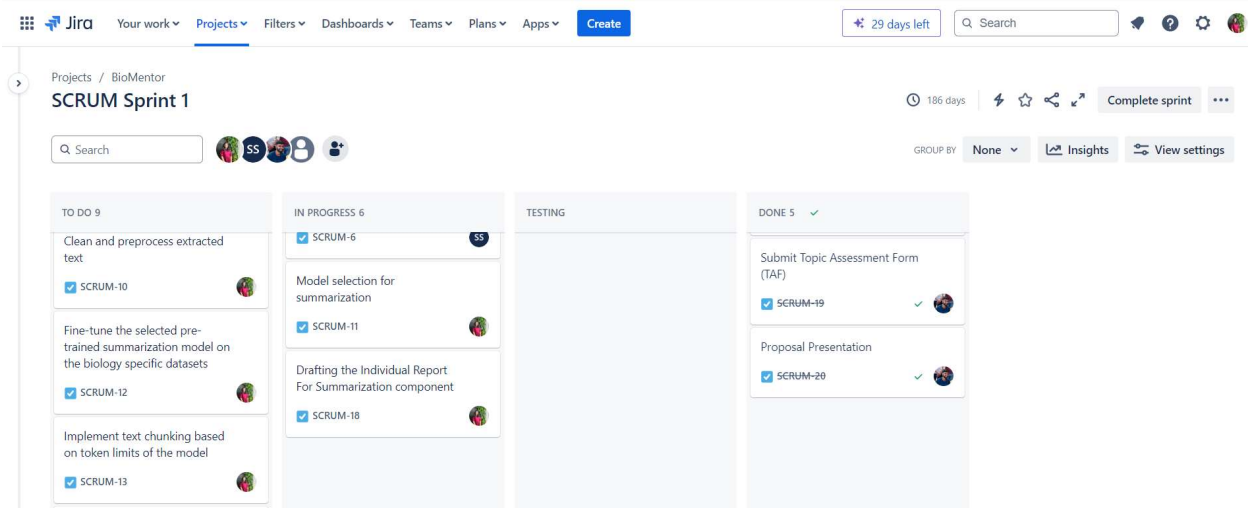 Jira
Your work
Projects
Filters
Dashboards
Teams
Plans
Apps
Create
29 days left
Search
Projects / BioMentor
SCRUM Sprint 1
186 days
Complete sprint
Search
SS
GROUP BY
None
Insights
View settings
TO DO 9
Clean and preprocess extracted
text
SCRUM-10
Fine-tune the selected pre-
trained summarization model on
the biology specific datasets
SCRUM-12
Implement text chunking based
on token limits of the model
SCRUM-13
IN PROGRESS 6
SCRUM-6
SS
Model selection for
summarization
SCRUM-11
Drafting the Individual Report
For Summarization component
SCRUM-18
TESTING
DONE 5
Submit Topic Assessment Form
(TAF)
SCRUM-19
Proposal Presentation
SCRUM-20